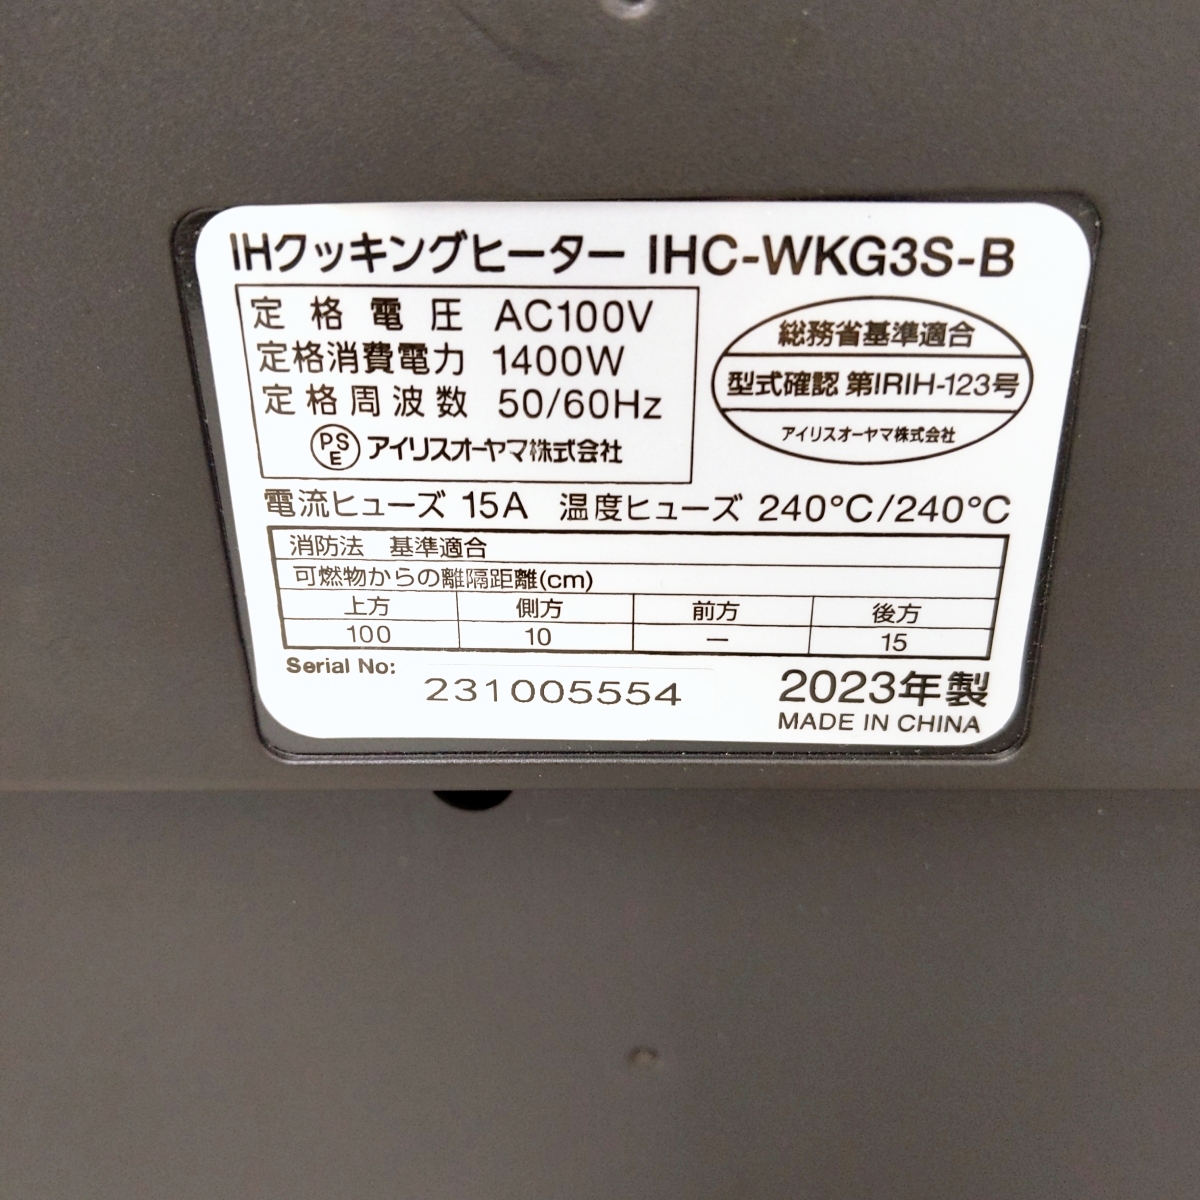 IHクッキングヒーター IHC-WKG3S-B
定格電圧 AC100V
定格消費電力 1400W
定格周波数 50/60Hz
PSE アイリスオーヤマ株式会社
総務省基準適合
型式確認 第IRIH-123号
アイリスオーヤマ株式会社
電流ヒューズ 15A 温度ヒューズ 240℃/240℃
消防法 基準適合
可燃物からの離隔距離(cm)
上方 側方 前方 後方
100 10 ー 15
Serial No: 231005554
2023年製
MADE IN CHINA